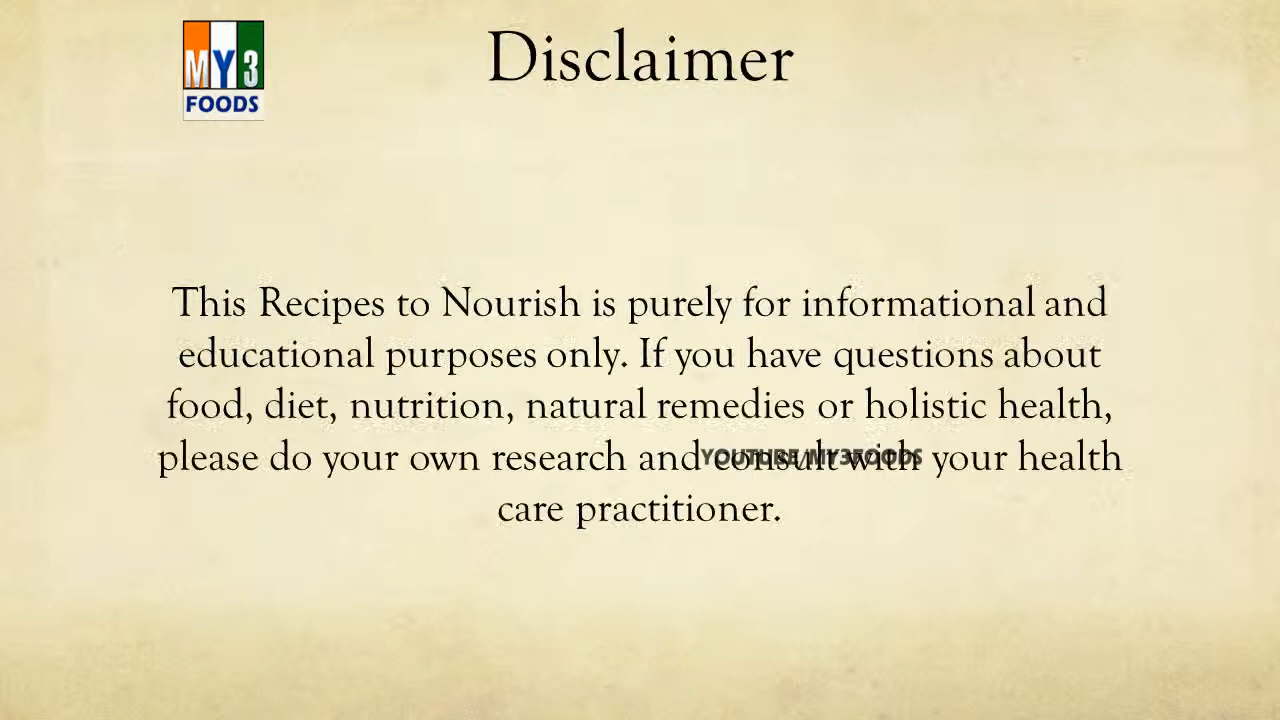 MY3
FOODS
Disclaimer
This Recipes to Nourish is purely for informational and
educational purposes only. If you have questions about
food, diet, nutrition, natural remedies or holistic health,
please do your own research and consult with your health
YOUTUBE/MY3FOODS
care practitioner.